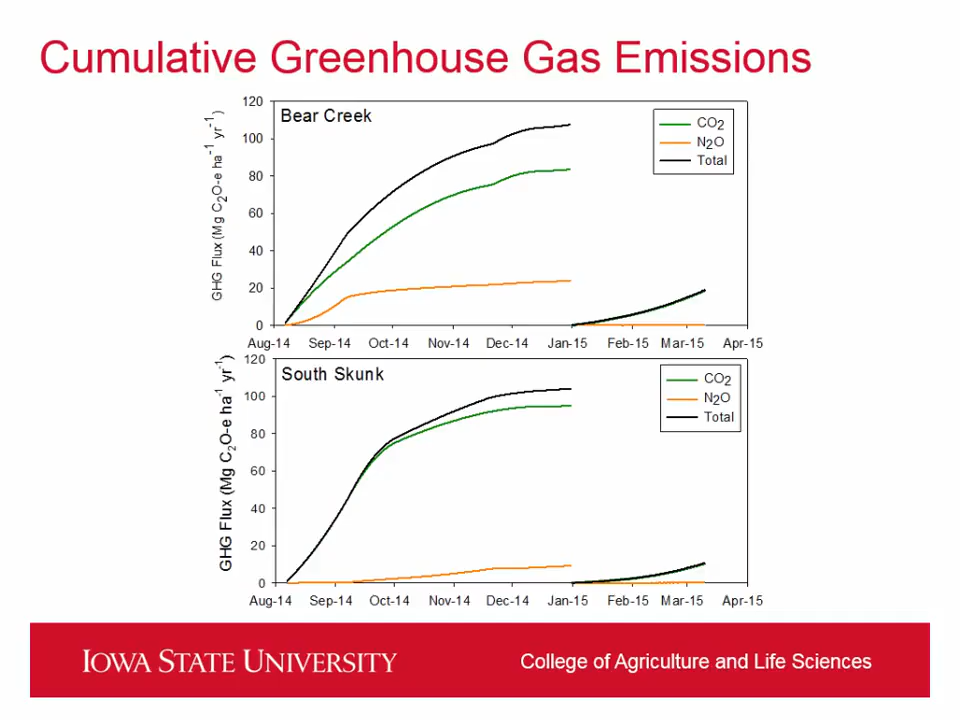 Cumulative Greenhouse Gas Emissions
Bear Creek
GHG Flux (Mg C2O-e ha-1 yr-1)
120
100
80
60
40
20
0
CO2
N2O
Total
Aug-14 Sep-14 Oct-14 Nov-14 Dec-14 Jan-15 Feb-15 Mar-15 Apr-15
South Skunk
GHG Flux (Mg C2O-e ha-1 yr-1)
120
100
80
60
40
20
0
CO2
N2O
Total
Aug-14 Sep-14 Oct-14 Nov-14 Dec-14 Jan-15 Feb-15 Mar-15 Apr-15
IOWA STATE UNIVERSITY
College of Agriculture and Life Sciences